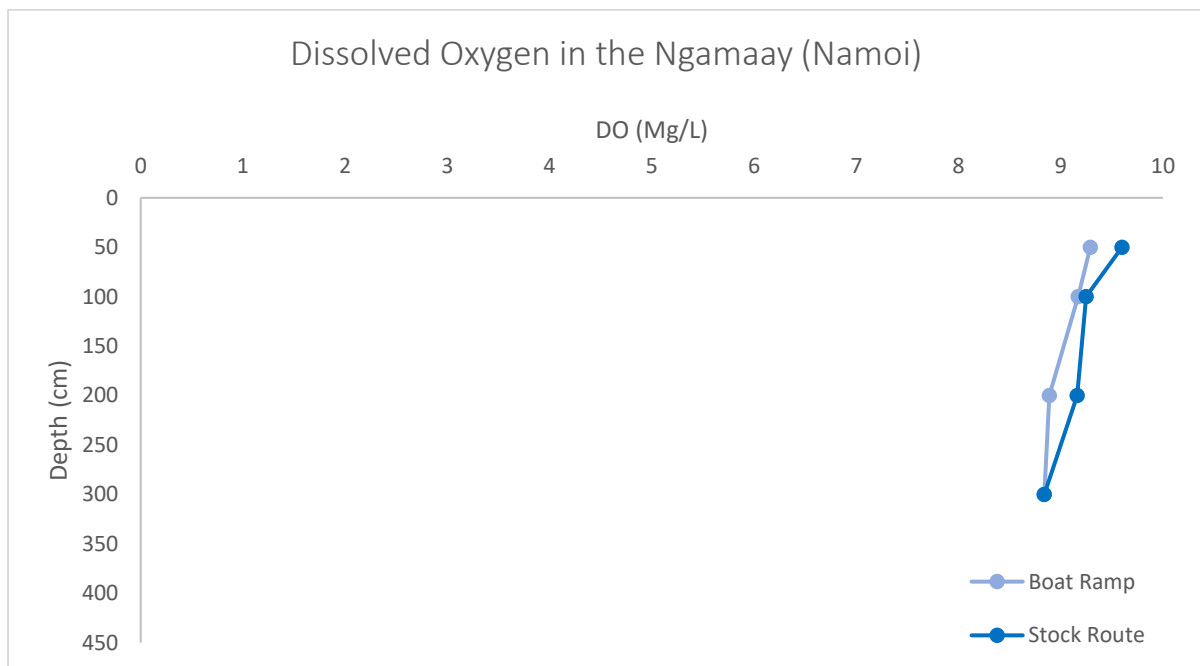 Dissolved Oxygen in the Ngamaay (Namoi)
DO (Mg/L)
0 1 2 3 4 5 6 7 8 9 10
0
50
100
150
200
250
300
350
400
450
Depth (cm)
Boat Ramp
Stock Route